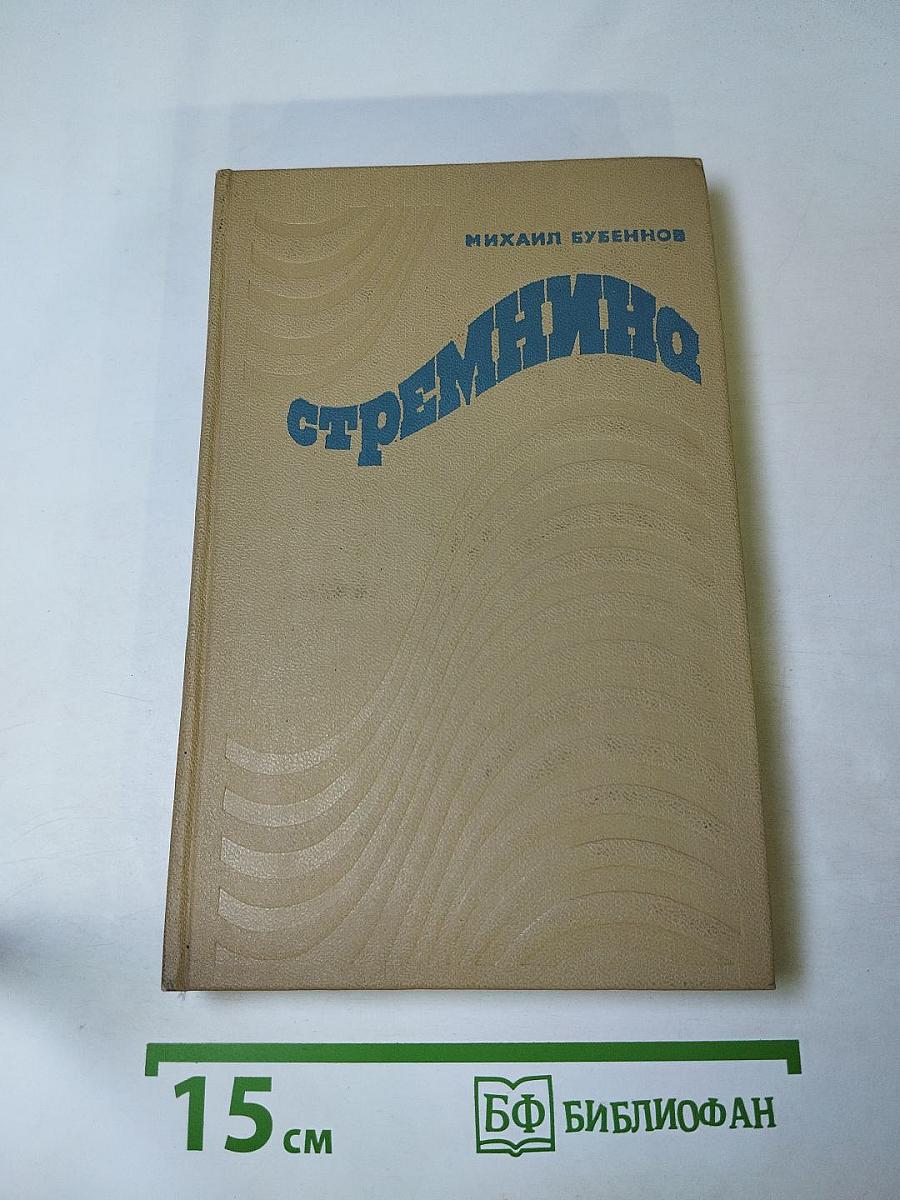 МИХАИЛ БУБЕННОВ
СТРЕМНИНа
15 см
БФ БИБЛИОФАН